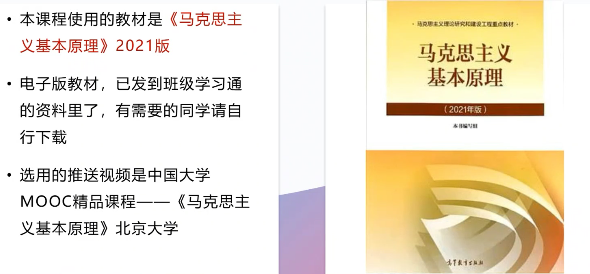 • 本课程使用的教材是《马克思主
义基本原理》2021版
• 电子版教材，已发到班级学习通
的资料里了，有需要的同学请自
行下载
• 选用的推送视频是中国大学
MOOC精品课程——《马克思主
义基本原理》北京大学
· 马克思主义理论研究和建设工程重点教材 ·
马克思主义
基本原理
（2021年版）
本书编写组
高等教育出版社